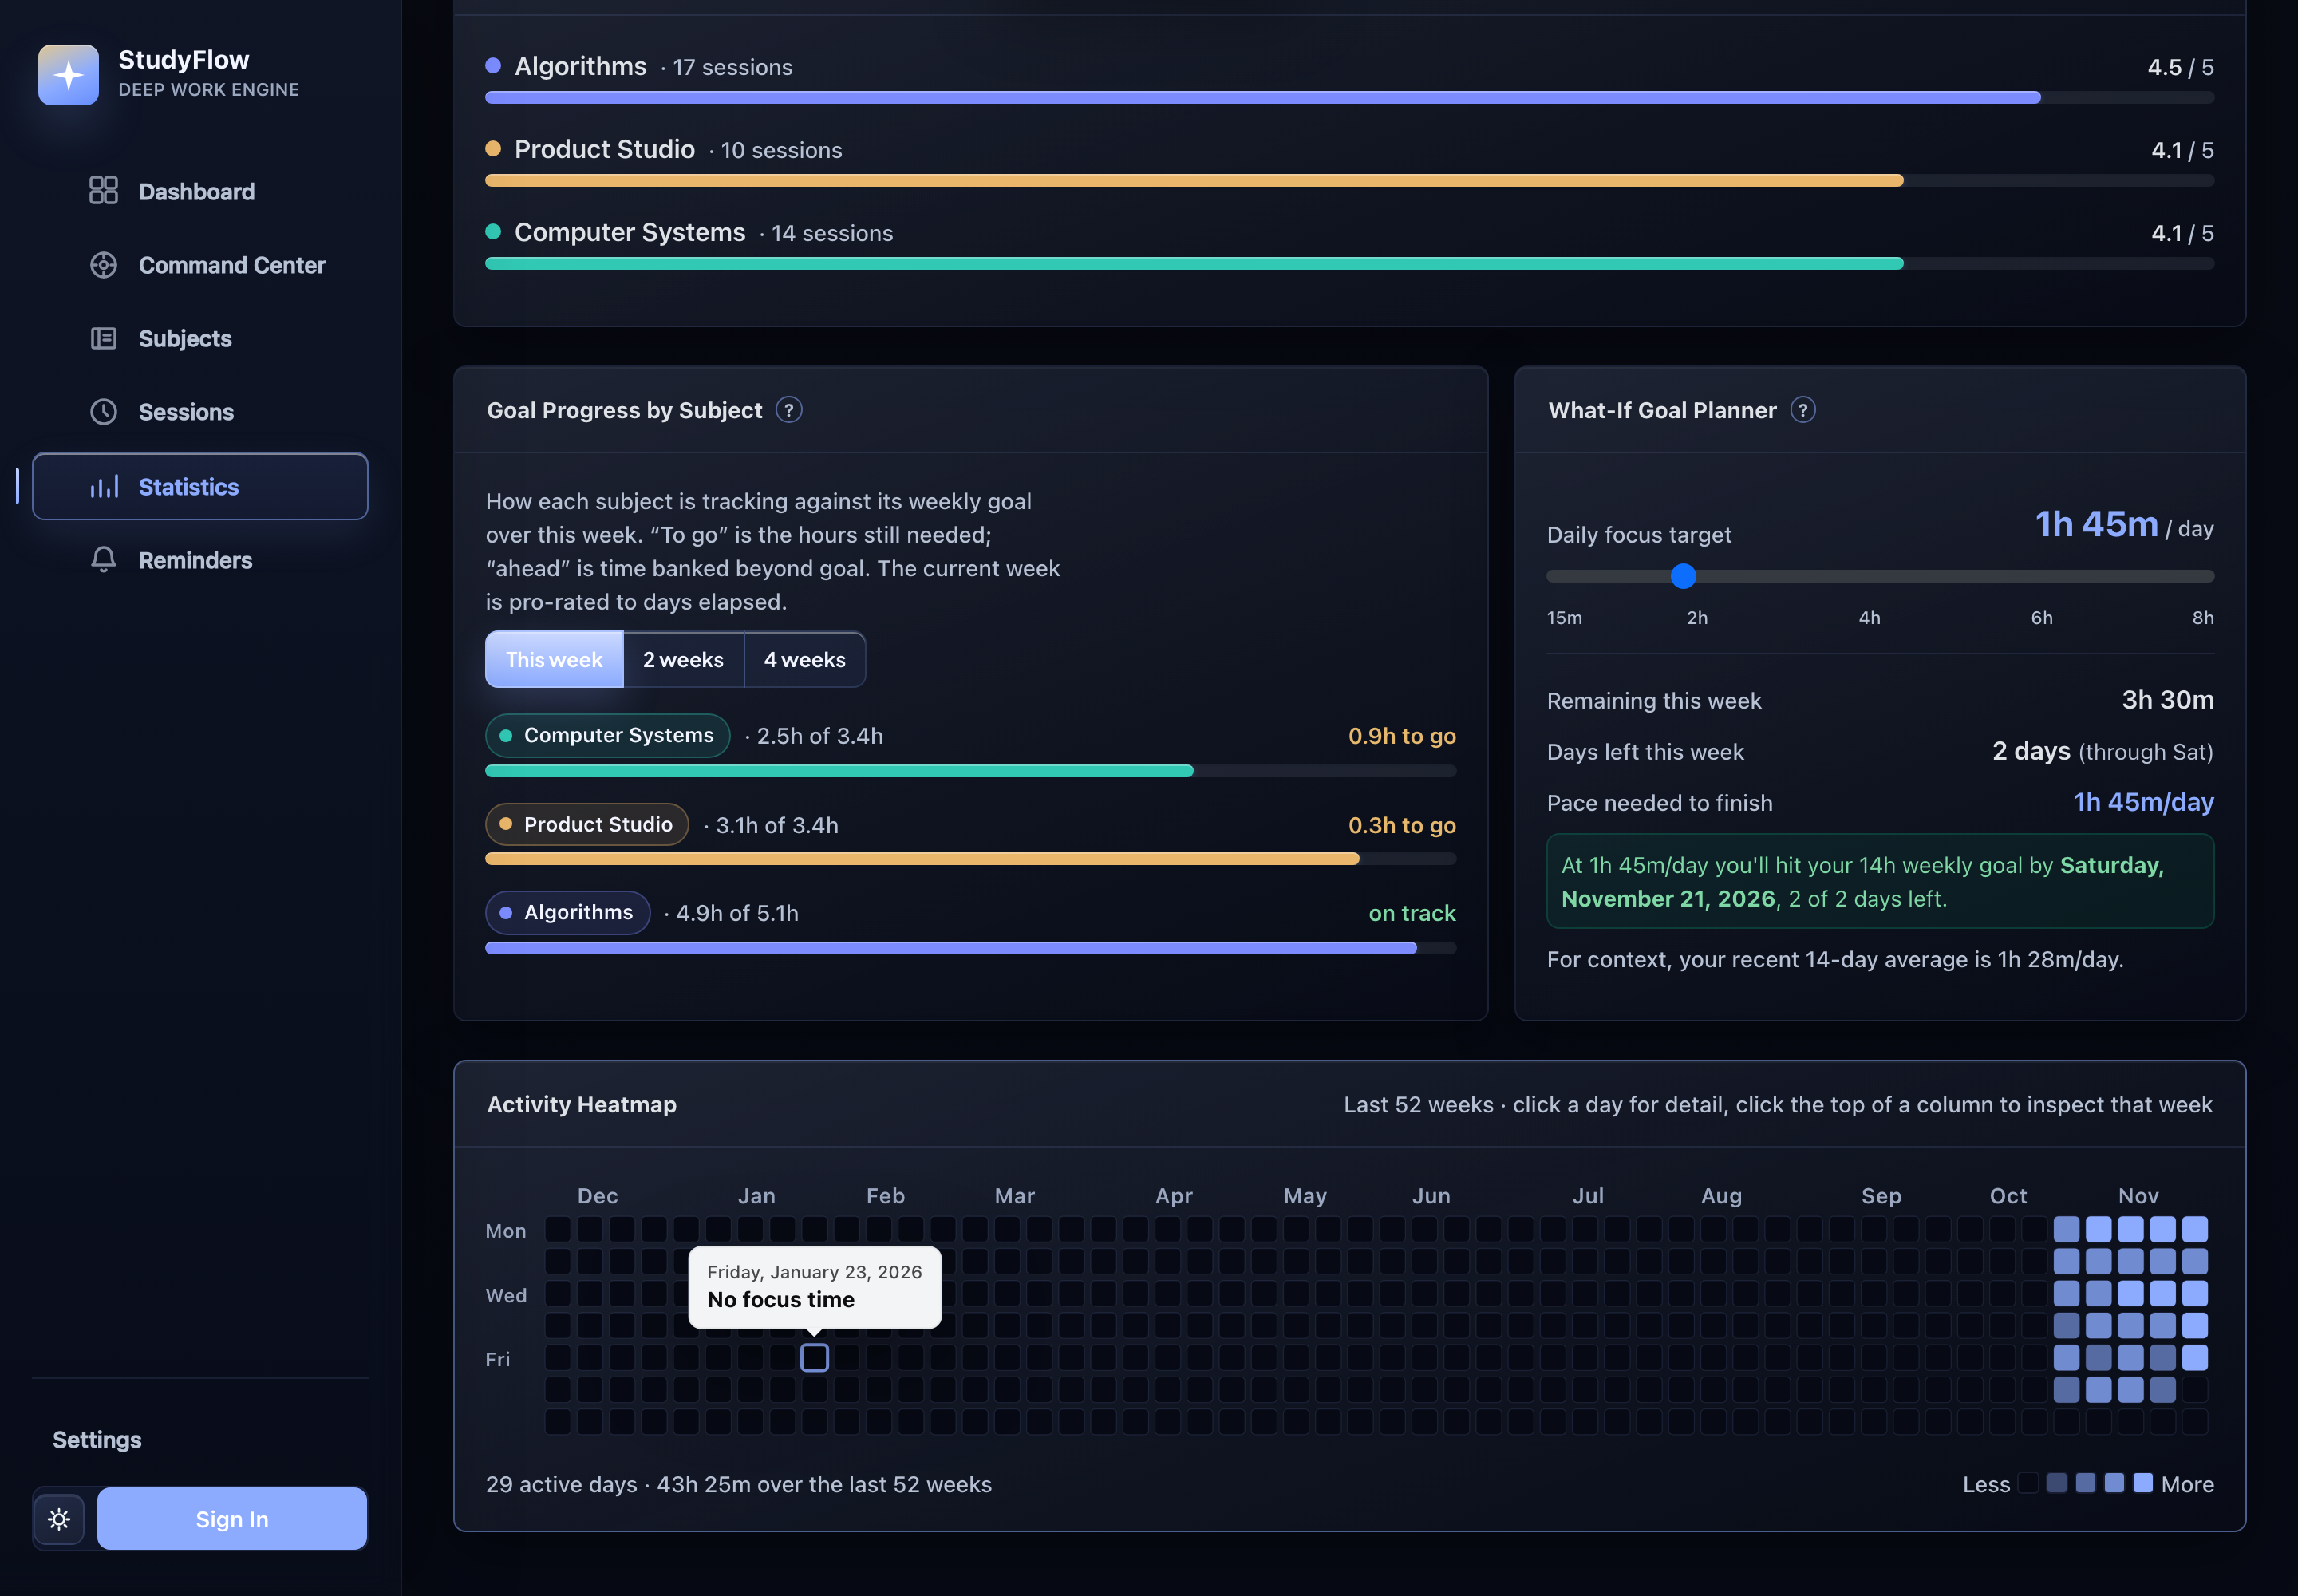 StudyFlow
DEEP WORK ENGINE
Dashboard
Command Center
Subjects
Sessions
Statistics
Reminders
Settings
Sign In
Algorithms · 17 sessions 4.5 / 5
Product Studio · 10 sessions 4.1 / 5
Computer Systems · 14 sessions 4.1 / 5
Goal Progress by Subject ?
How each subject is tracking against its weekly goal
over this week. “To go” is the hours still needed;
“ahead” is time banked beyond goal. The current week
is pro-rated to days elapsed.
This week 2 weeks 4 weeks
Computer Systems · 2.5h of 3.4h 0.9h to go
Product Studio · 3.1h of 3.4h 0.3h to go
Algorithms · 4.9h of 5.1h on track
What-If Goal Planner ?
Daily focus target 1h 45m / day
15m 2h 4h 6h 8h
Remaining this week 3h 30m
Days left this week 2 days (through Sat)
Pace needed to finish 1h 45m/day
At 1h 45m/day you'll hit your 14h weekly goal by Saturday,
November 21, 2026, 2 of 2 days left.
For context, your recent 14-day average is 1h 28m/day.
Activity Heatmap Last 52 weeks · click a day for detail, click the top of a column to inspect that week
Dec Jan Feb Mar Apr May Jun Jul Aug Sep Oct Nov
Mon
Wed
Fri
Friday, January 23, 2026
No focus time
29 active days · 43h 25m over the last 52 weeks Less More